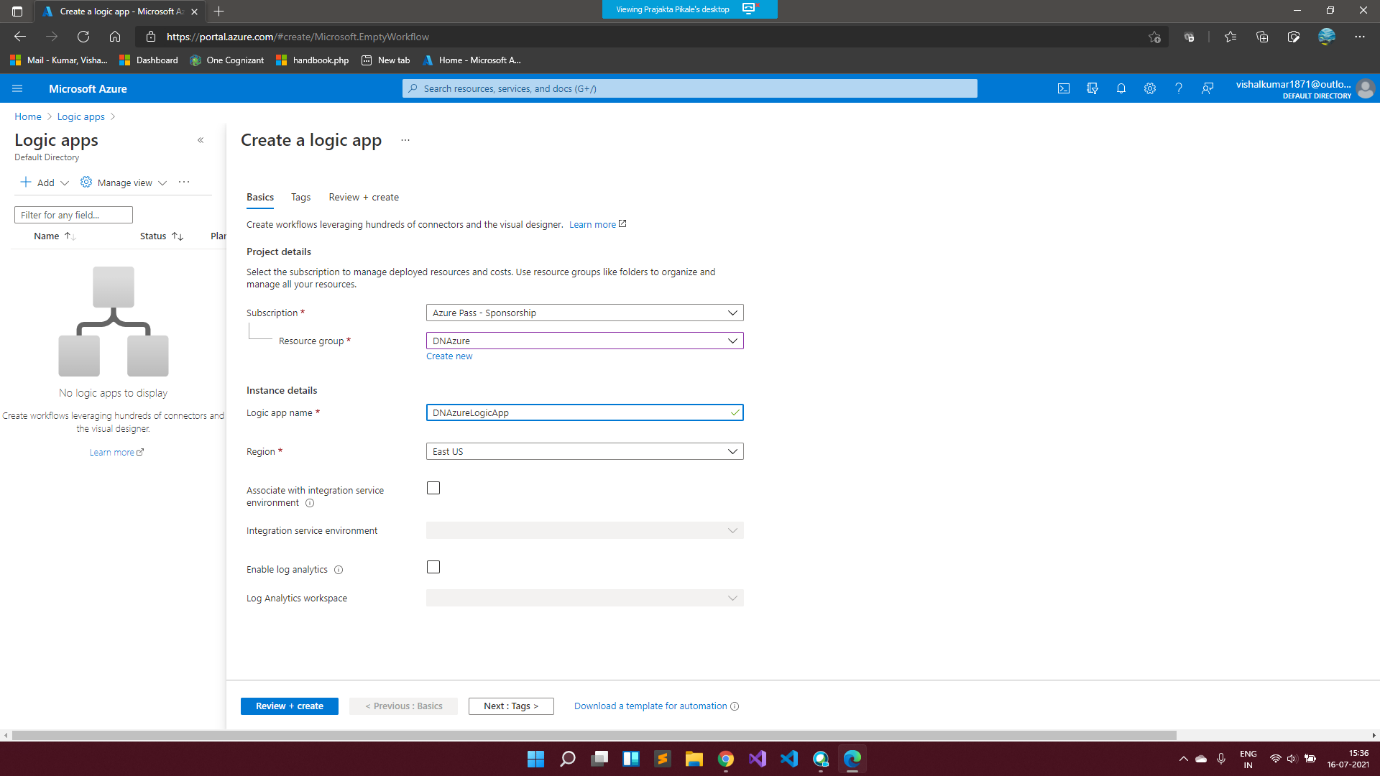 Create a logic app - Microsoft A
Viewing Prajakta Pikale's desktop
https://portal.azure.com/#create/Microsoft.EmptyWorkflow
Mail - Kumar, Visha...
Dashboard
One Cognizant
handbook.php
New tab
Home - Microsoft A...
Microsoft Azure
Search resources, services, and docs (G+/)
vishalkumar1871@outlo...
DEFAULT DIRECTORY
Home
Logic apps
Logic apps
Default Directory
Add
Manage view
Filter for any field...
Name
Status
Plan
No logic apps to display
Create workflows leveraging hundreds of connectors and
the visual designer.
Learn more
Create a logic app
Basics
Tags
Review + create
Create workflows leveraging hundreds of connectors and the visual designer. Learn more
Project details
Select the subscription to manage deployed resources and costs. Use resource groups like folders to organize and
manage all your resources.
Subscription *
Azure Pass - Sponsorship
Resource group *
DNAzure
Create new
Instance details
Logic app name *
DNAzureLogicApp
Region *
East US
Associate with integration service
environment
Integration service environment
Enable log analytics
Log Analytics workspace
Review + create
< Previous : Basics
Next : Tags >
Download a template for automation
ENG
IN
15:36
16-07-2021